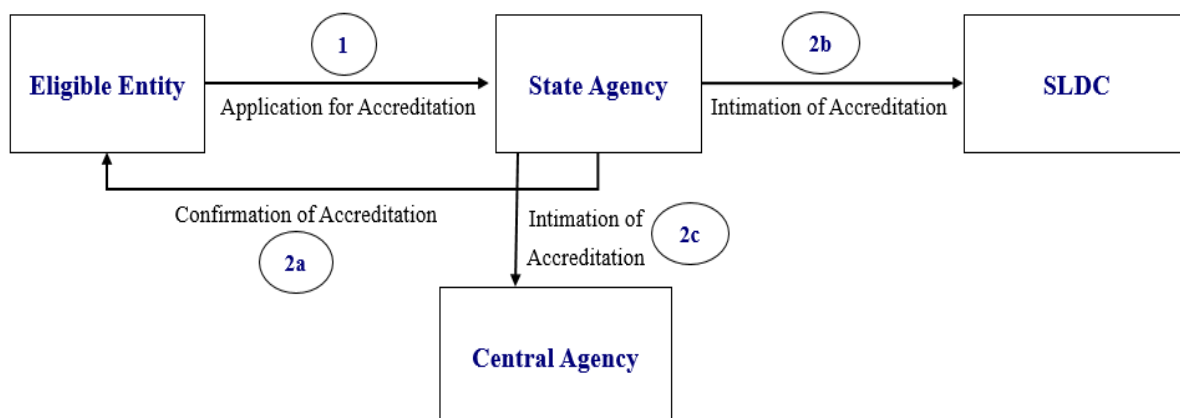 1
2b
Eligible Entity
State Agency
SLDC
Application for Accreditation
Intimation of Accreditation
Confirmation of Accreditation
2a
Intimation of
Accreditation
2c
Central Agency